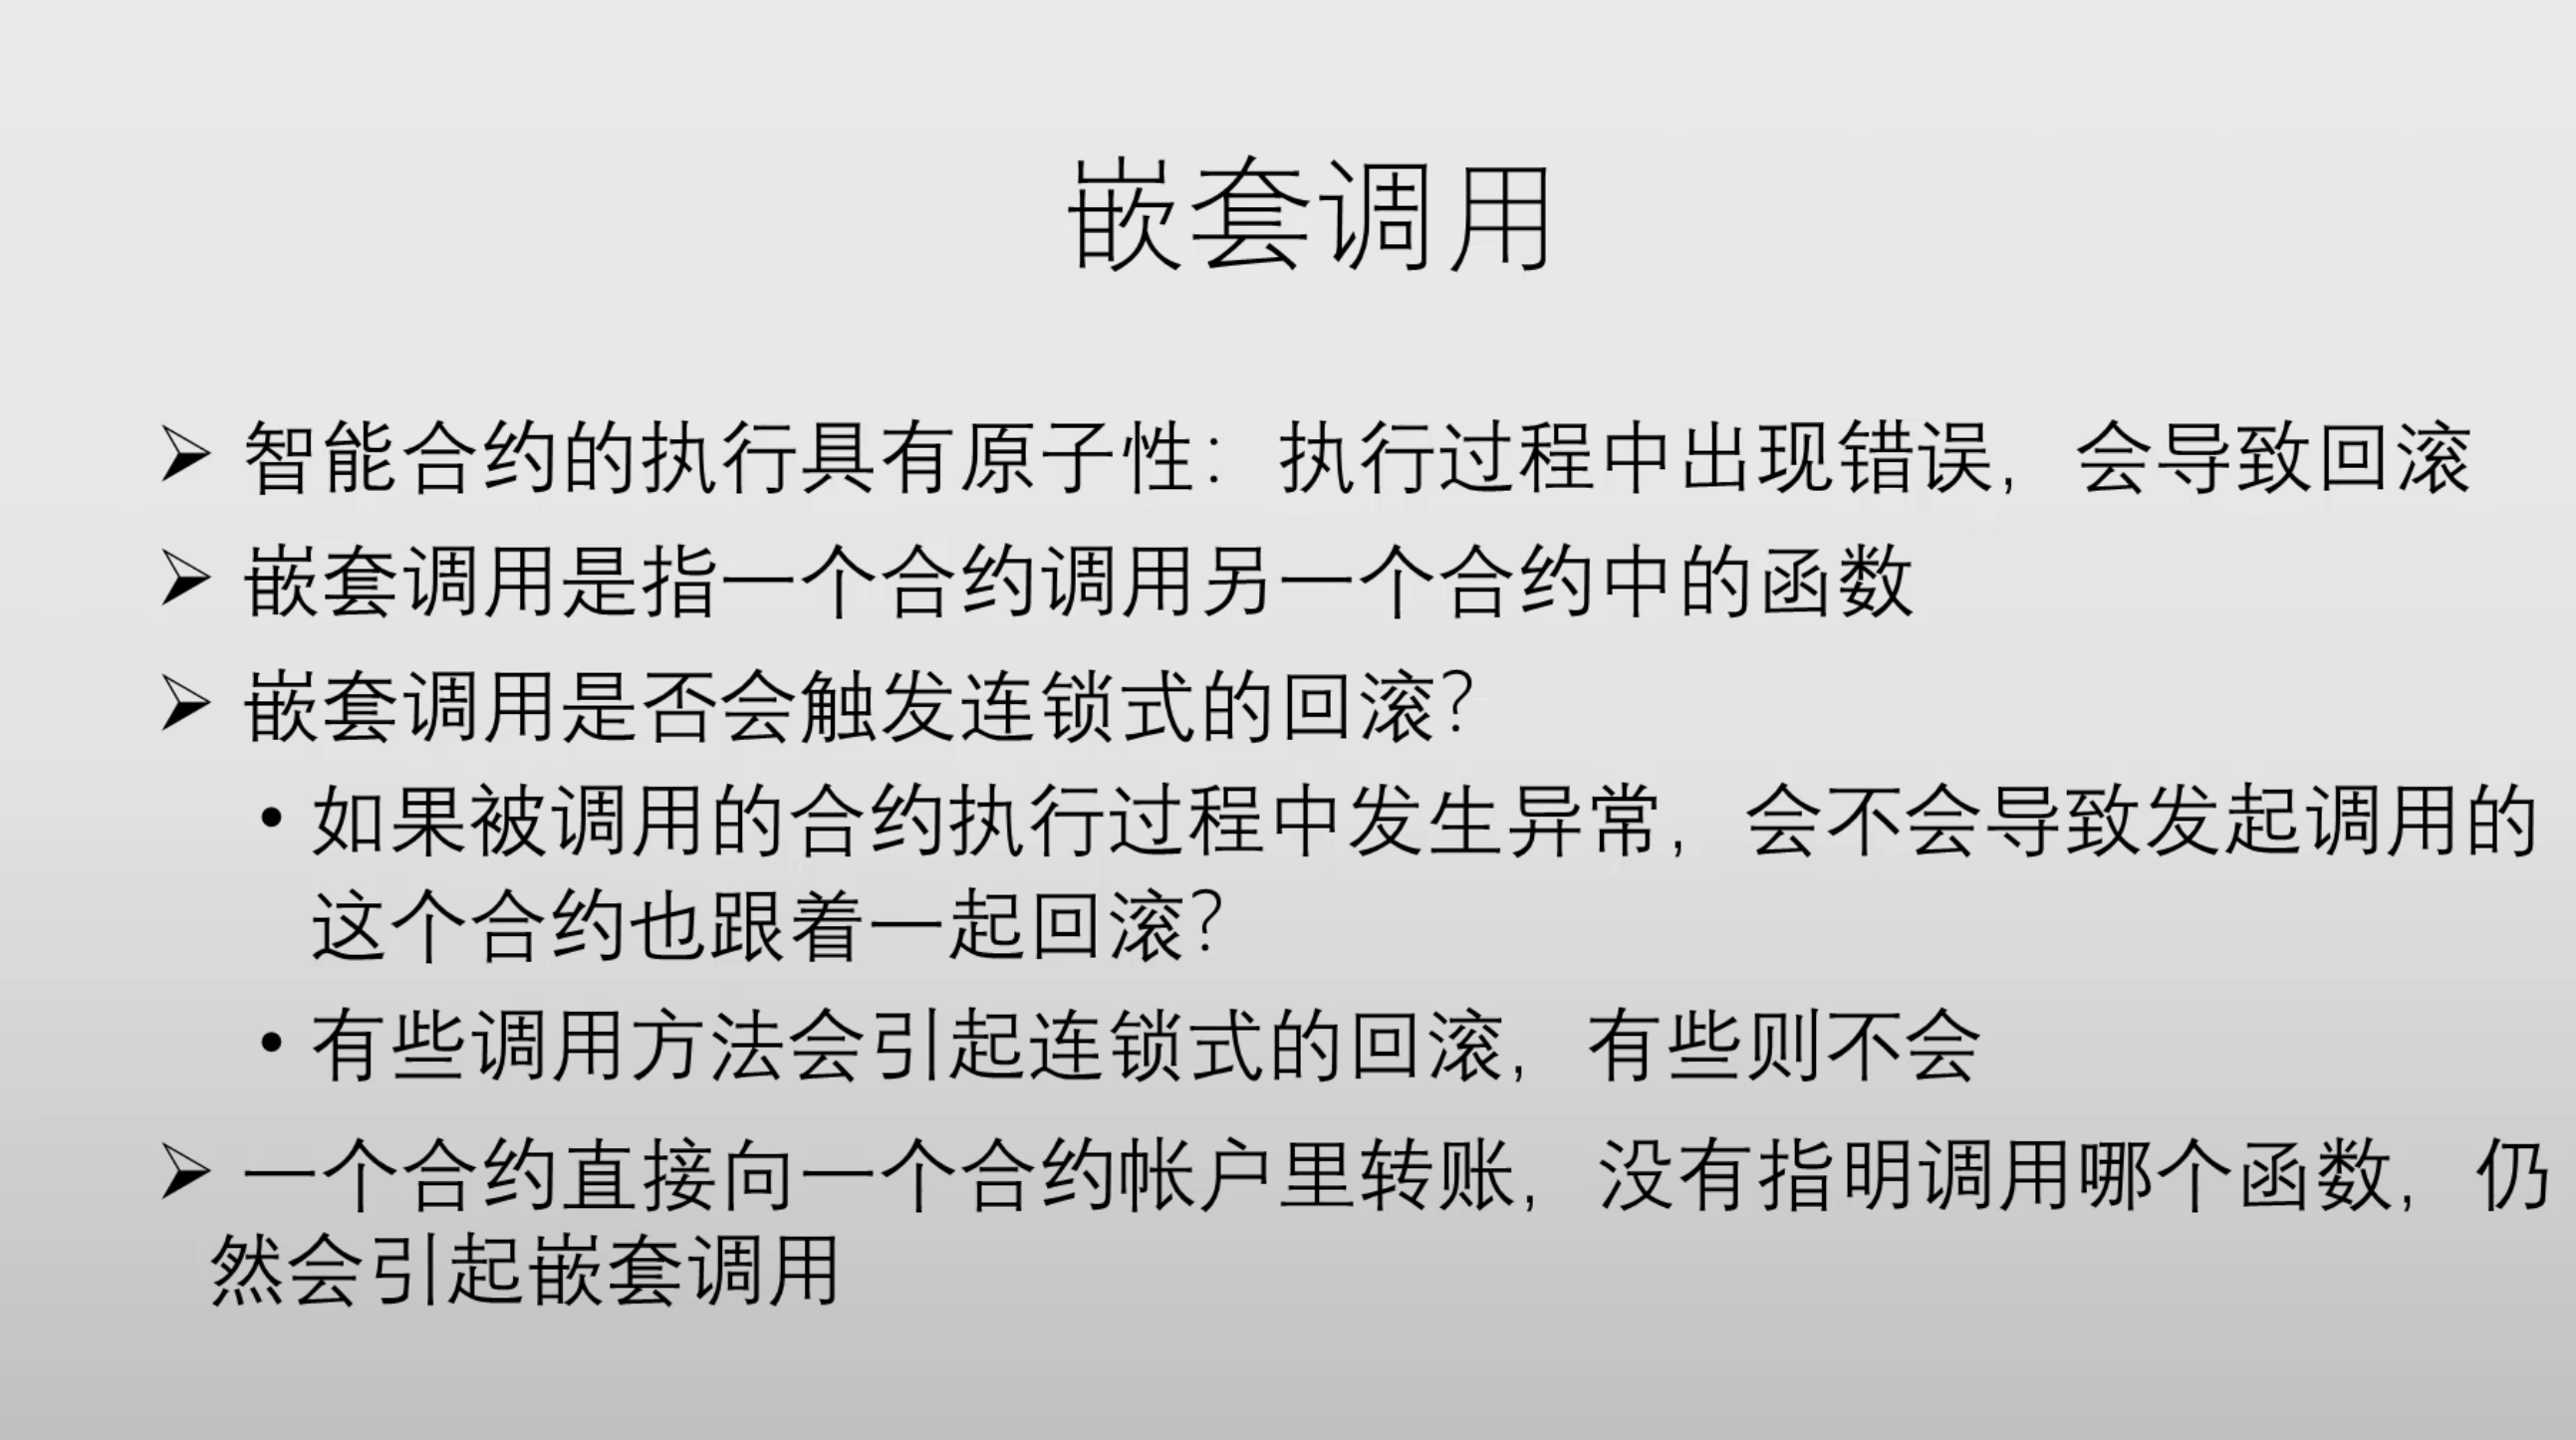 嵌套调用
➢ 智能合约的执行具有原子性：执行过程中出现错误，会导致回滚
➢ 嵌套调用是指一个合约调用另一个合约中的函数
➢ 嵌套调用是否会触发连锁式的回滚？
• 如果被调用的合约执行过程中发生异常，会不会导致发起调用的
这个合约也跟着一起回滚？
• 有些调用方法会引起连锁式的回滚，有些则不会
➢ 一个合约直接向一个合约帐户里转账，没有指明调用哪个函数，仍
然会引起嵌套调用